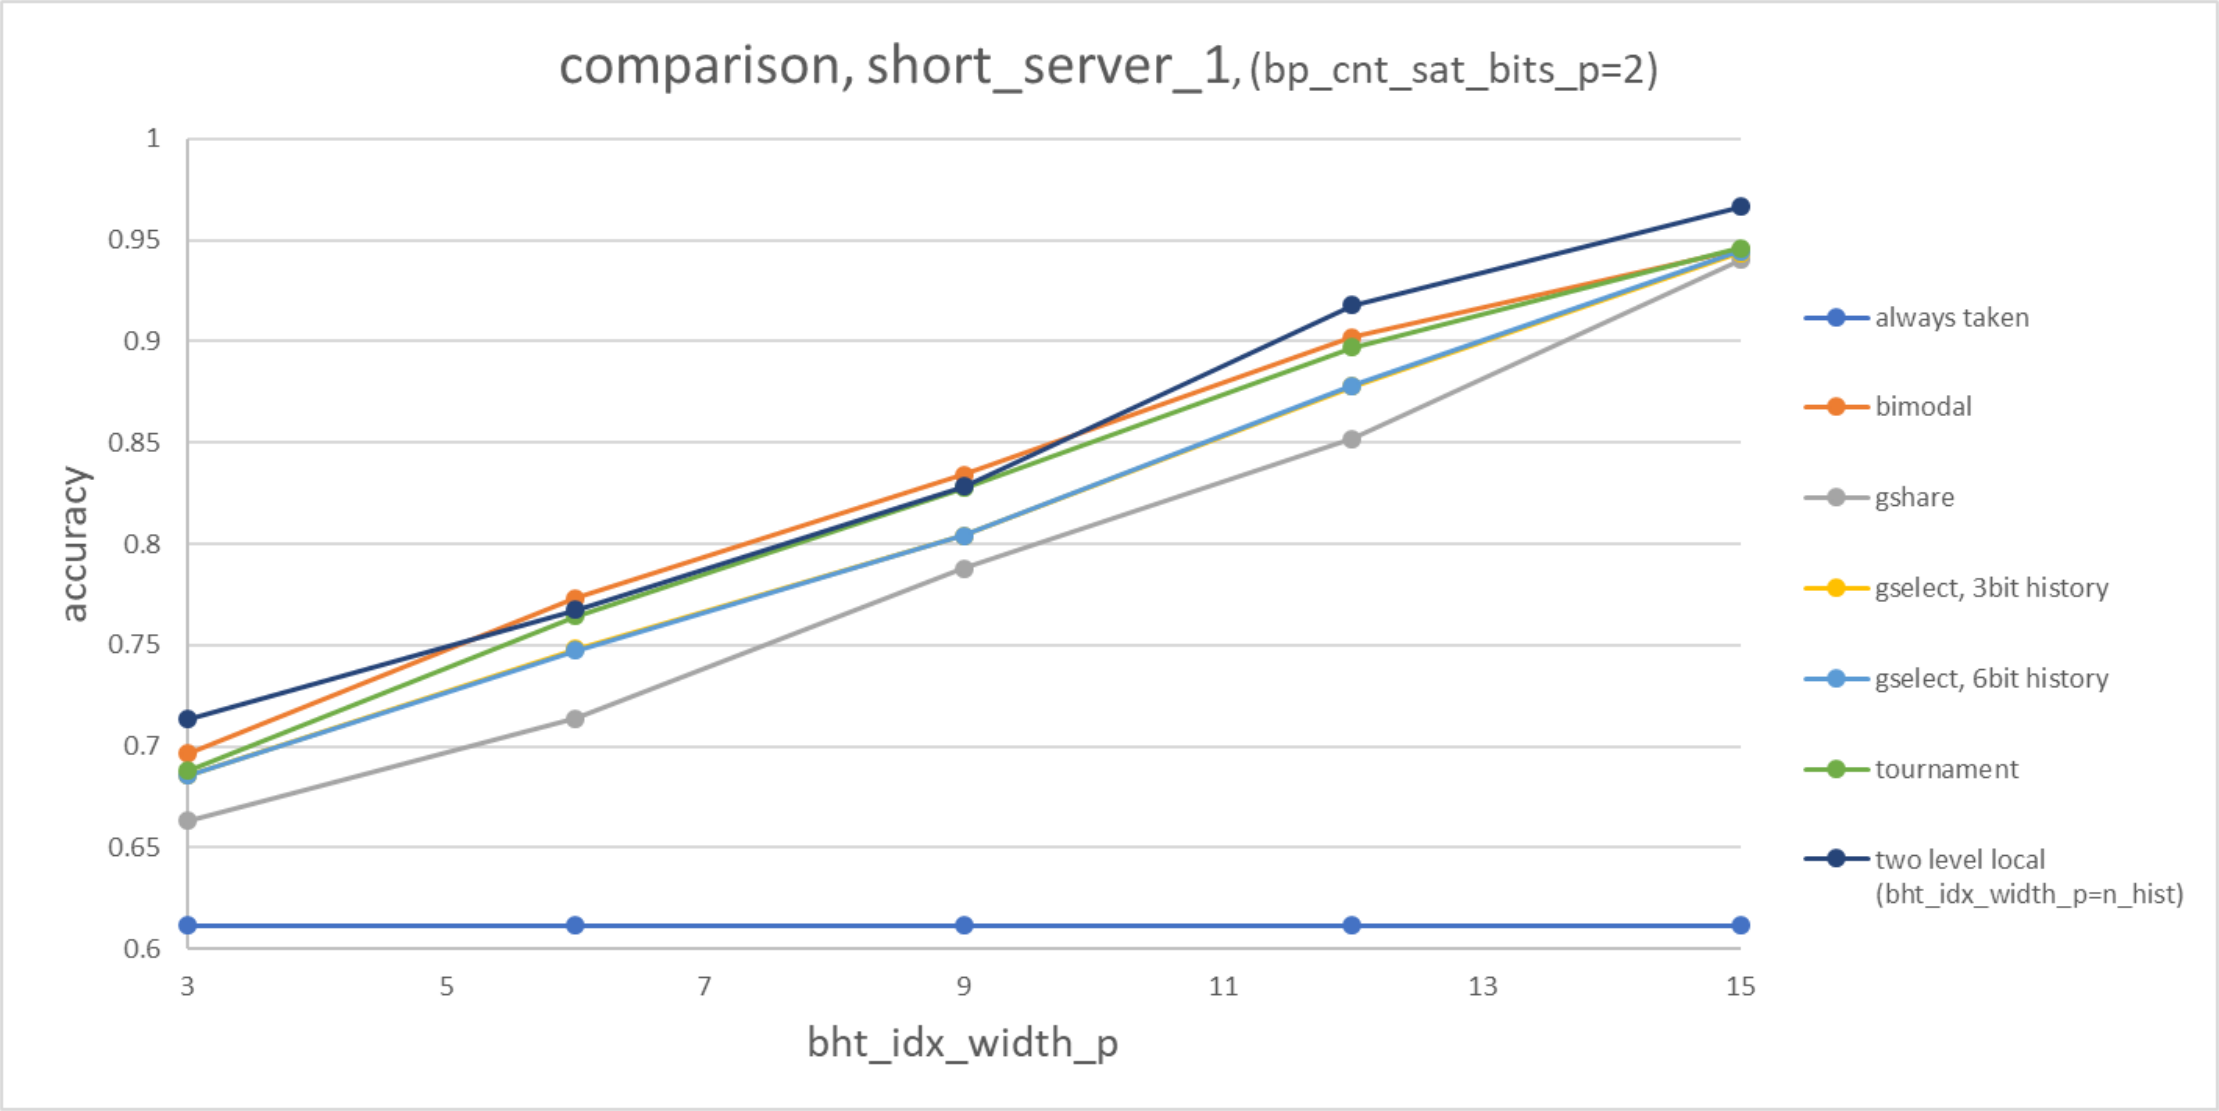 comparison, short_server_1, (bp_cnt_sat_bits_p=2)
1
0.95
0.9
0.85
0.8
0.75
0.7
0.65
0.6
accuracy
3 5 7 9 11 13 15
bht_idx_width_p
always taken
bimodal
gshare
gselect, 3bit history
gselect, 6bit history
tournament
two level local
(bht_idx_width_p=n_hist)